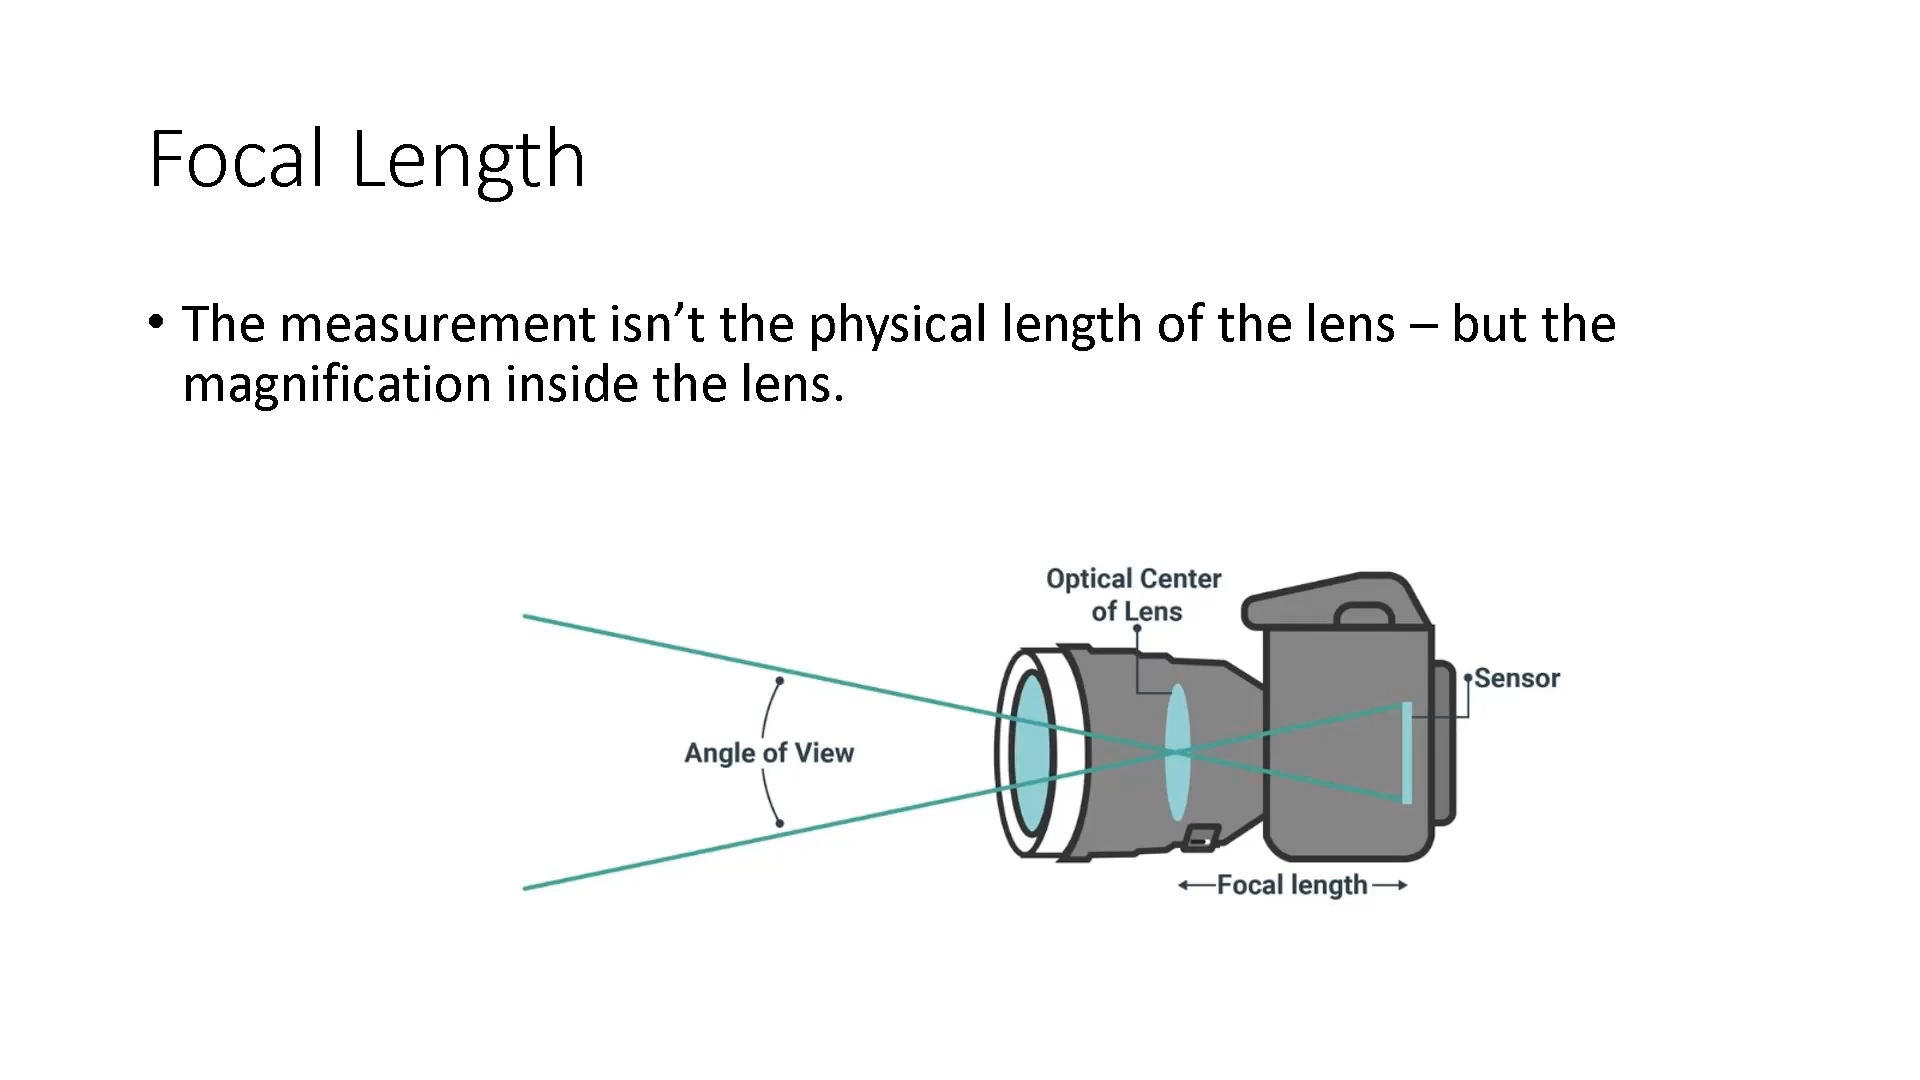 Focal Length
• The measurement isn’t the physical length of the lens – but the
magnification inside the lens.
Optical Center
of Lens
Sensor
Angle of View
Focal length